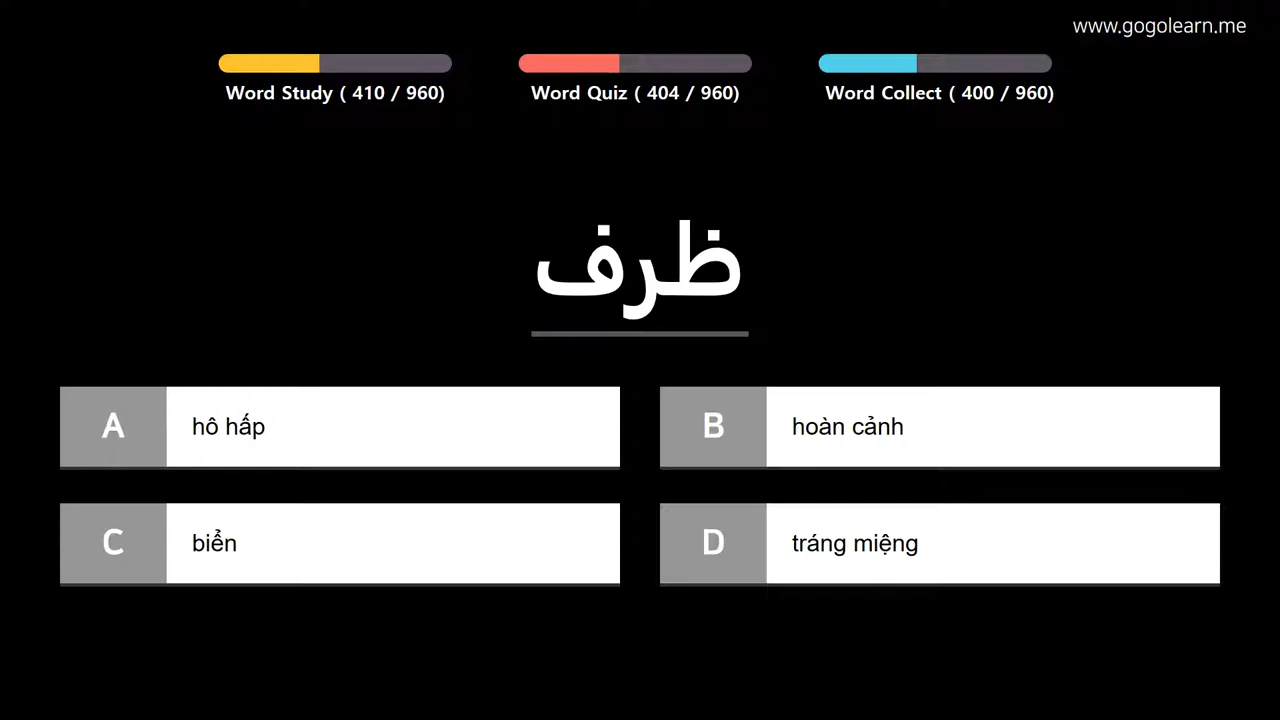 www.gogolearn.me
Word Study ( 410 / 960)
Word Quiz ( 404 / 960)
Word Collect ( 400 / 960)
ظرف
A
hô hấp
B
hoàn cảnh
C
biển
D
tráng miệng